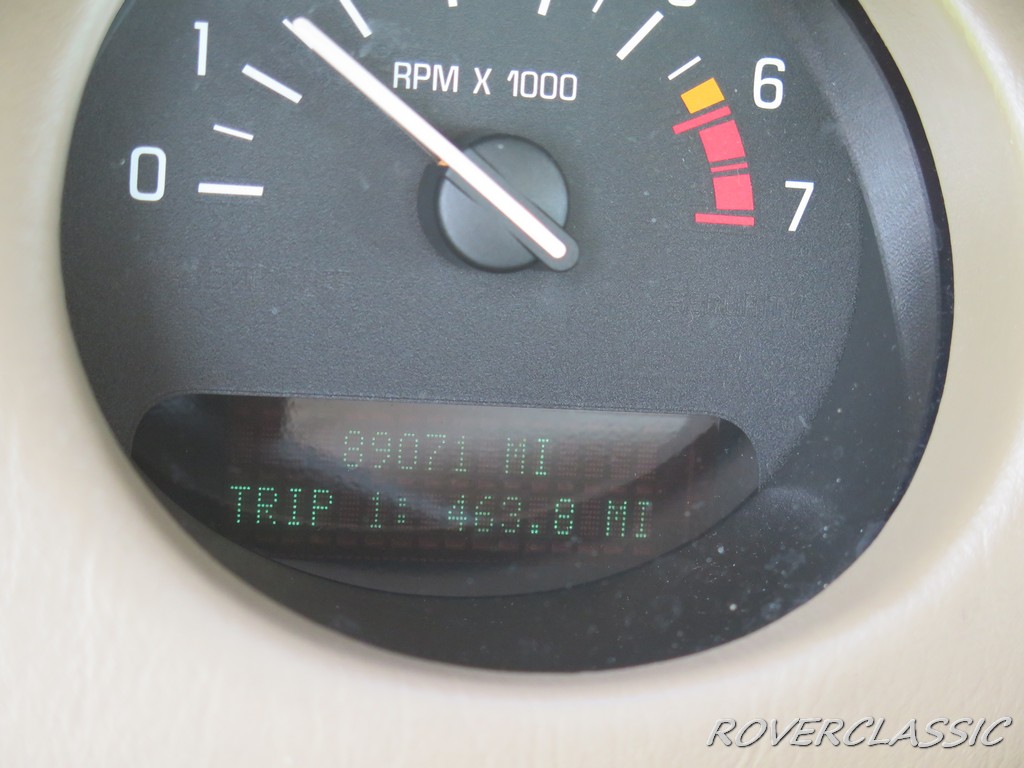 1
RPM X 1000
6
0
7
89071 MI
TRIP 1: 463.8 MI
ROVERCLASSIC